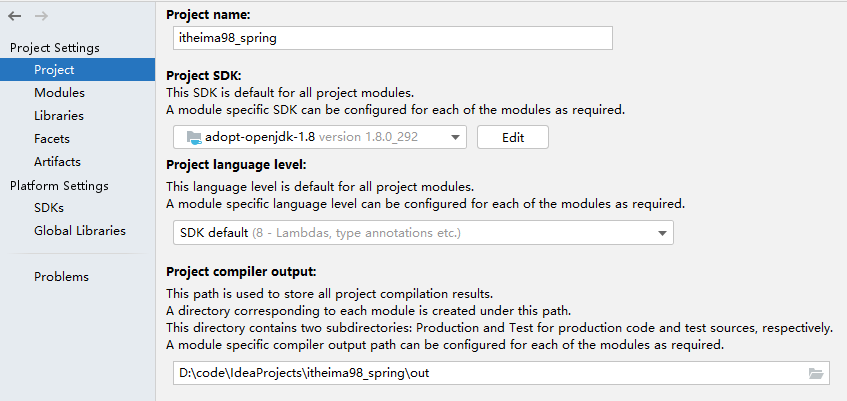 Project Settings
Project
Modules
Libraries
Facets
Artifacts
Platform Settings
SDKs
Global Libraries
Problems
Project name:
itheima98_spring
Project SDK:
This SDK is default for all project modules.
A module specific SDK can be configured for each of the modules as required.
adopt-openjdk-1.8 version 1.8.0_292
Edit
Project language level:
This language level is default for all project modules.
A module specific language level can be configured for each of the modules as required.
SDK default (8 - Lambdas, type annotations etc.)
Project compiler output:
This path is used to store all project compilation results.
A directory corresponding to each module is created under this path.
This directory contains two subdirectories: Production and Test for production code and test sources, respectively.
A module specific compiler output path can be configured for each of the modules as required.
D:\code\IdeaProjects\itheima98_spring\out